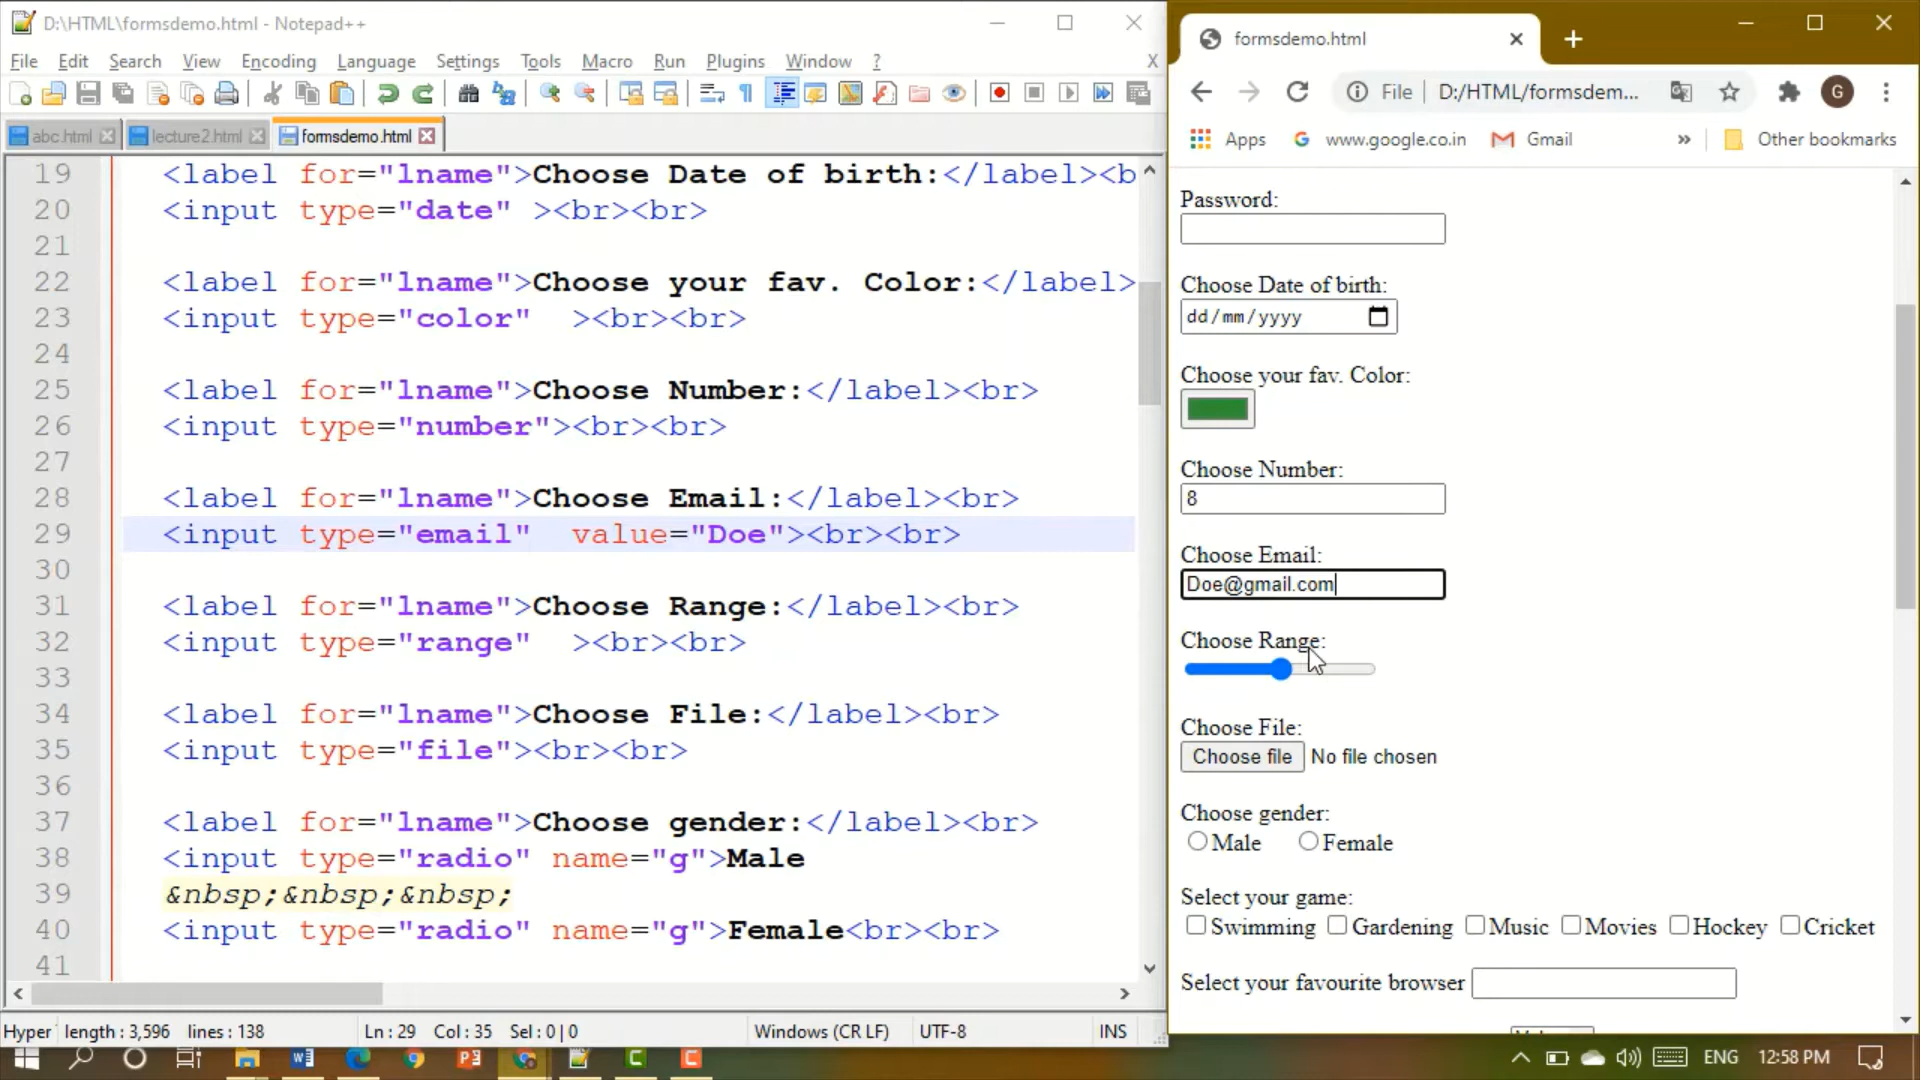 D:\HTML\formsdemo.html - Notepad++
File Edit Search View Encoding Language Settings Tools Macro Run Plugins Window ? X
abc.html lecture2.html formsdemo.html
19 <label for="lname">Choose Date of birth:</label><b
20 <input type="date" ><br><br>
21
22 <label for="lname">Choose your fav. Color:</label>
23 <input type="color"  ><br><br>
24
25 <label for="lname">Choose Number:</label><br>
26 <input type="number"><br><br>
27
28 <label for="lname">Choose Email:</label><br>
29 <input type="email"  value="Doe"><br><br>
30
31 <label for="lname">Choose Range:</label><br>
32 <input type="range"  ><br><br>
33
34 <label for="lname">Choose File:</label><br>
35 <input type="file"><br><br>
36
37 <label for="lname">Choose gender:</label><br>
38 <input type="radio" name="g">Male
39 &nbsp;&nbsp;&nbsp;
40 <input type="radio" name="g">Female<br><br>
41
Hyper length : 3,596 lines : 138 Ln : 29 Col : 35 Sel : 0 | 0 Windows (CR LF) UTF-8 INS
formsdemo.html
File D:/HTML/formsdem... G
Apps www.google.co.in Gmail » Other bookmarks
Password:
Choose Date of birth:
dd/mm/yyyy
Choose your fav. Color:
Choose Number:
8
Choose Email:
Doe@gmail.com
Choose Range:
Choose File:
Choose file No file chosen
Choose gender:
Male Female
Select your game:
Swimming Gardening Music Movies Hockey Cricket
Select your favourite browser
ENG 12:58 PM